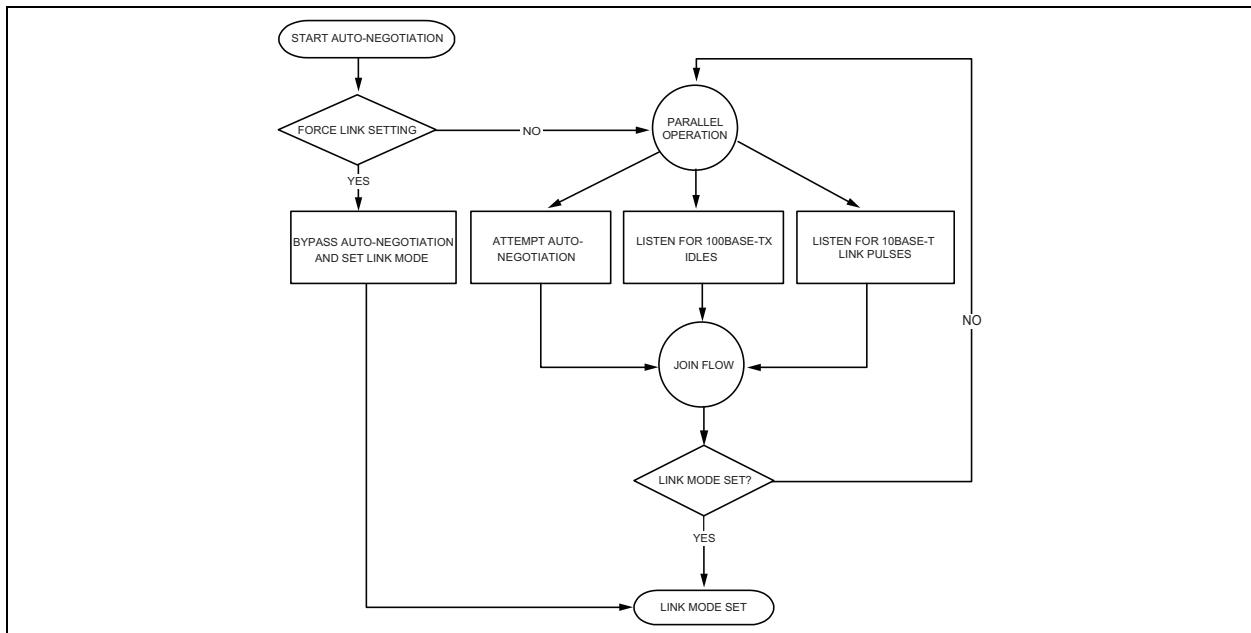 START AUTO-NEGOTIATION
FORCE LINK SETTING
NO
PARALLEL
OPERATION
YES
BYPASS AUTO-NEGOTIATION
AND SET LINK MODE
ATTEMPT AUTO-
NEGOTIATION
LISTEN FOR 100BASE-TX
IDLES
LISTEN FOR 10BASE-T
LINK PULSES
NO
JOIN FLOW
LINK MODE SET?
YES
LINK MODE SET